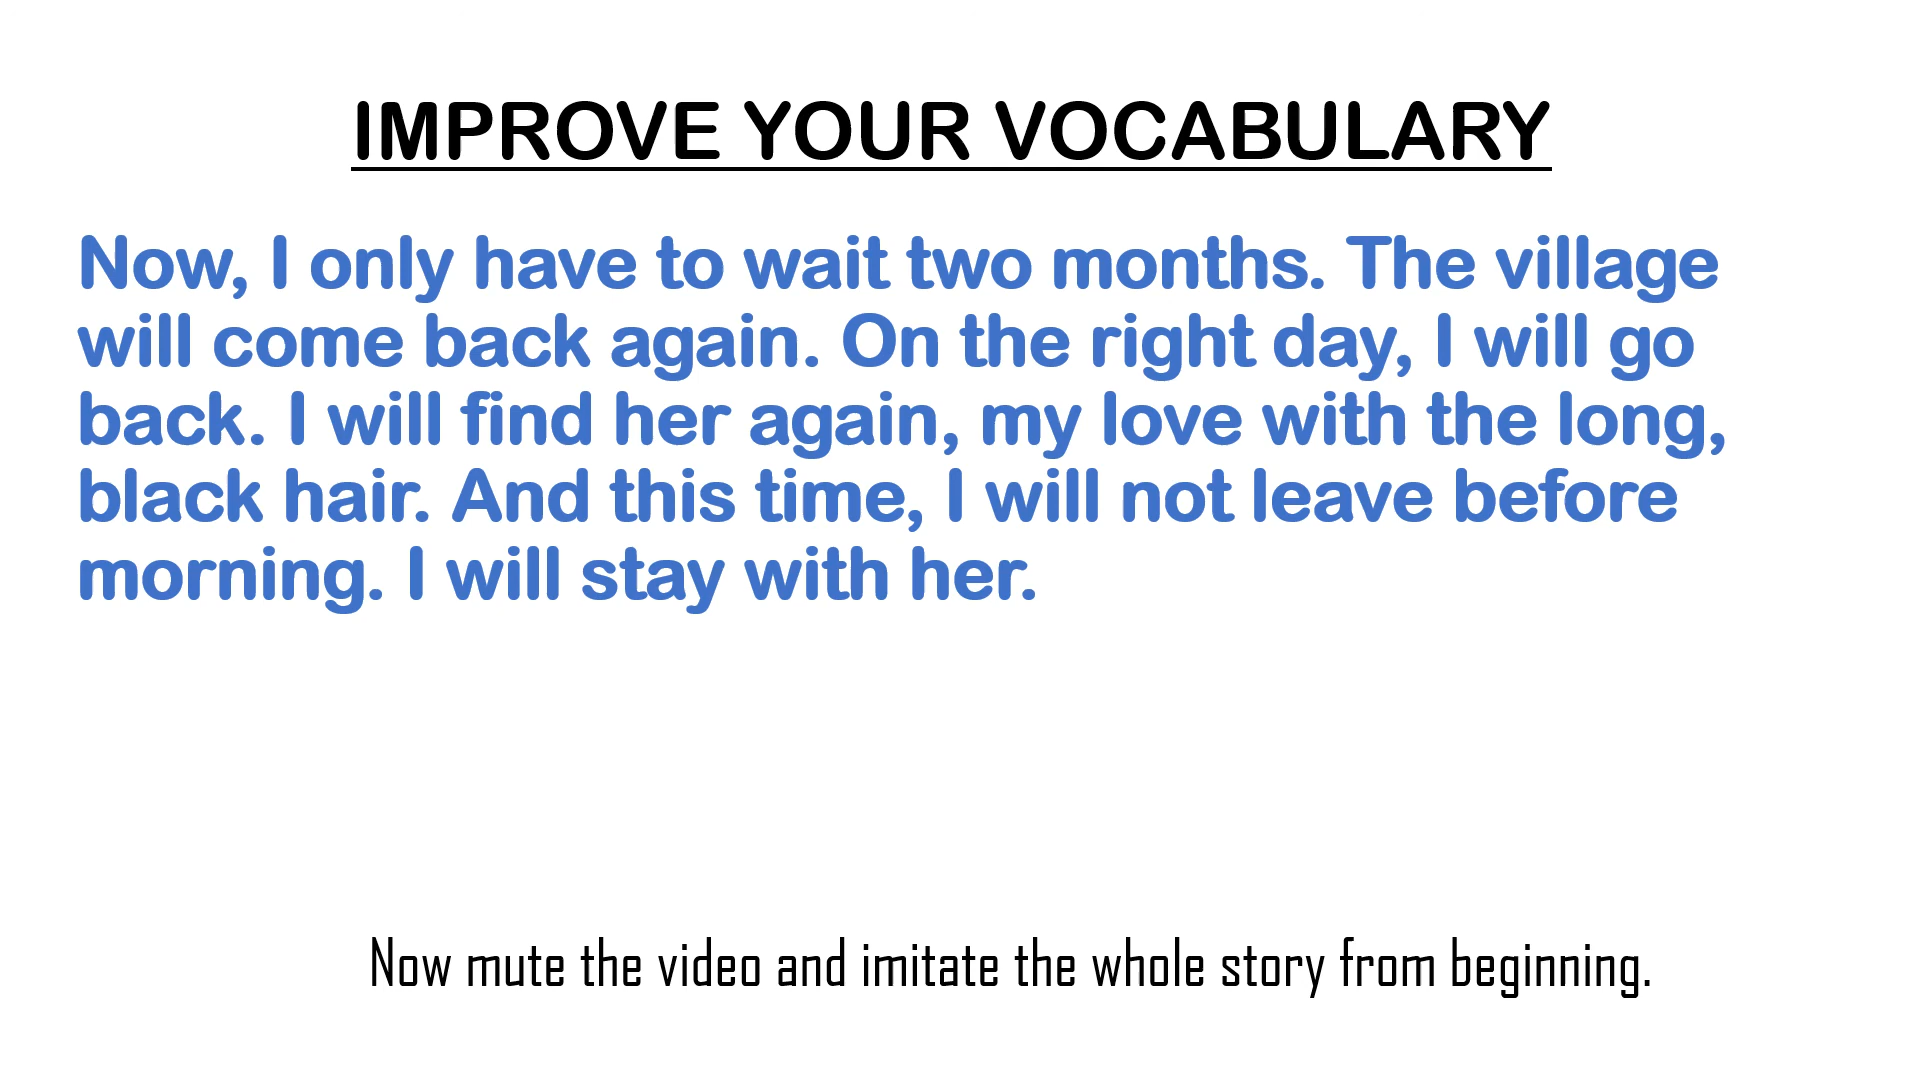 IMPROVE YOUR VOCABULARY
Now, I only have to wait two months. The village
will come back again. On the right day, I will go
back. I will find her again, my love with the long,
black hair. And this time, I will not leave before
morning. I will stay with her.
Now mute the video and imitate the whole story from beginning.